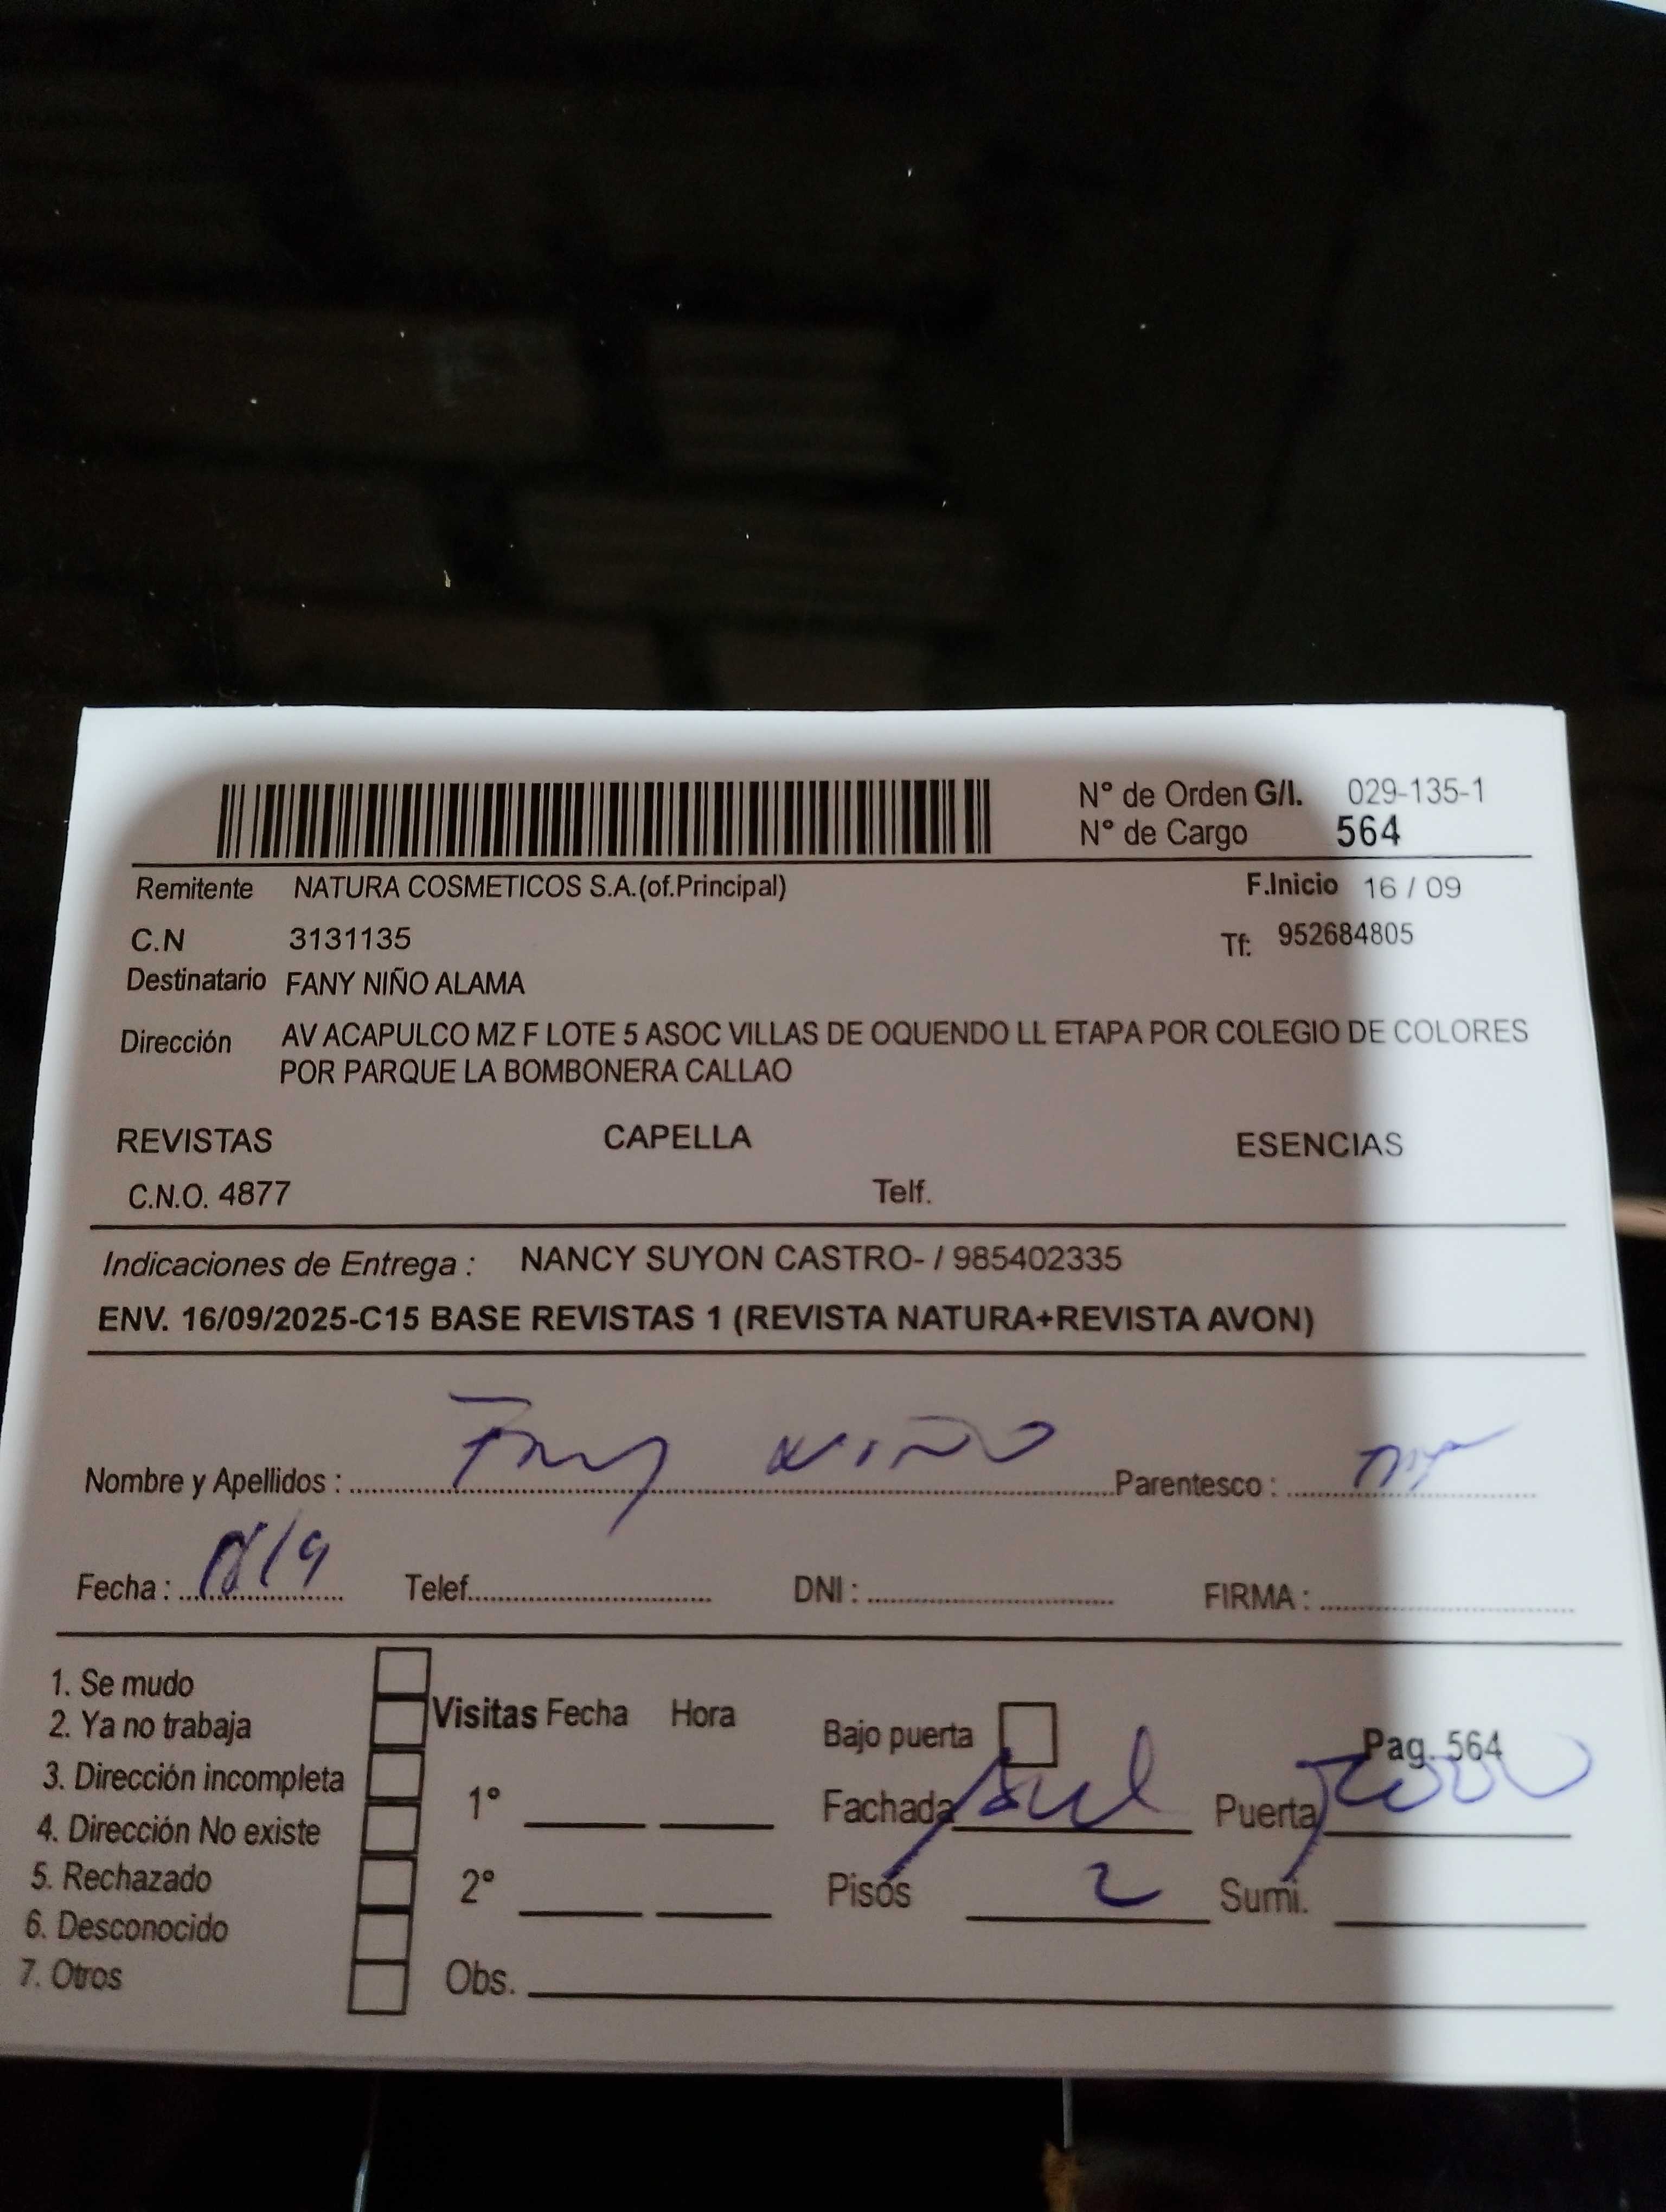 N° de Orden G/I. 029-135-1
N° de Cargo 564
Remitente NATURA COSMETICOS S.A.(of.Principal) F.Inicio 16 / 09
C.N 3131135 Tf: 952684805
Destinatario FANY NIÑO ALAMA
Dirección AV ACAPULCO MZ F LOTE 5 ASOC VILLAS DE OQUENDO LL ETAPA POR COLEGIO DE COLORES
POR PARQUE LA BOMBONERA CALLAO
REVISTAS CAPELLA ESENCIAS
C.N.O. 4877 Telf.
Indicaciones de Entrega : NANCY SUYON CASTRO- / 985402335
ENV. 16/09/2025-C15 BASE REVISTAS 1 (REVISTA NATURA+REVISTA AVON)
Nombre y Apellidos : Fany NIÑO Parentesco :
Fecha : Telef. DNI : FIRMA :
1. Se mudo
2. Ya no trabaja
3. Dirección incompleta
4. Dirección No existe
5. Rechazado
6. Desconocido
7. Otros
Visitas Fecha Hora
1°
2°
Obs.
Bajo puerta Pag. 564
Fachada Azul Puerta
Pisos 2 Sumi.